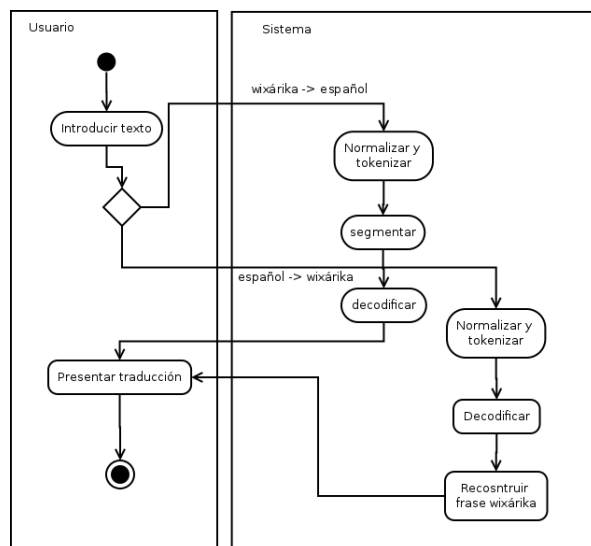 Usuario
Sistema
wixárika -> español
Introducir texto
Normalizar y
tokenizar
segmentar
español -> wixárika
decodificar
Normalizar y
tokenizar
Presentar traducción
Decodificar
Recosntruir
frase wixárika